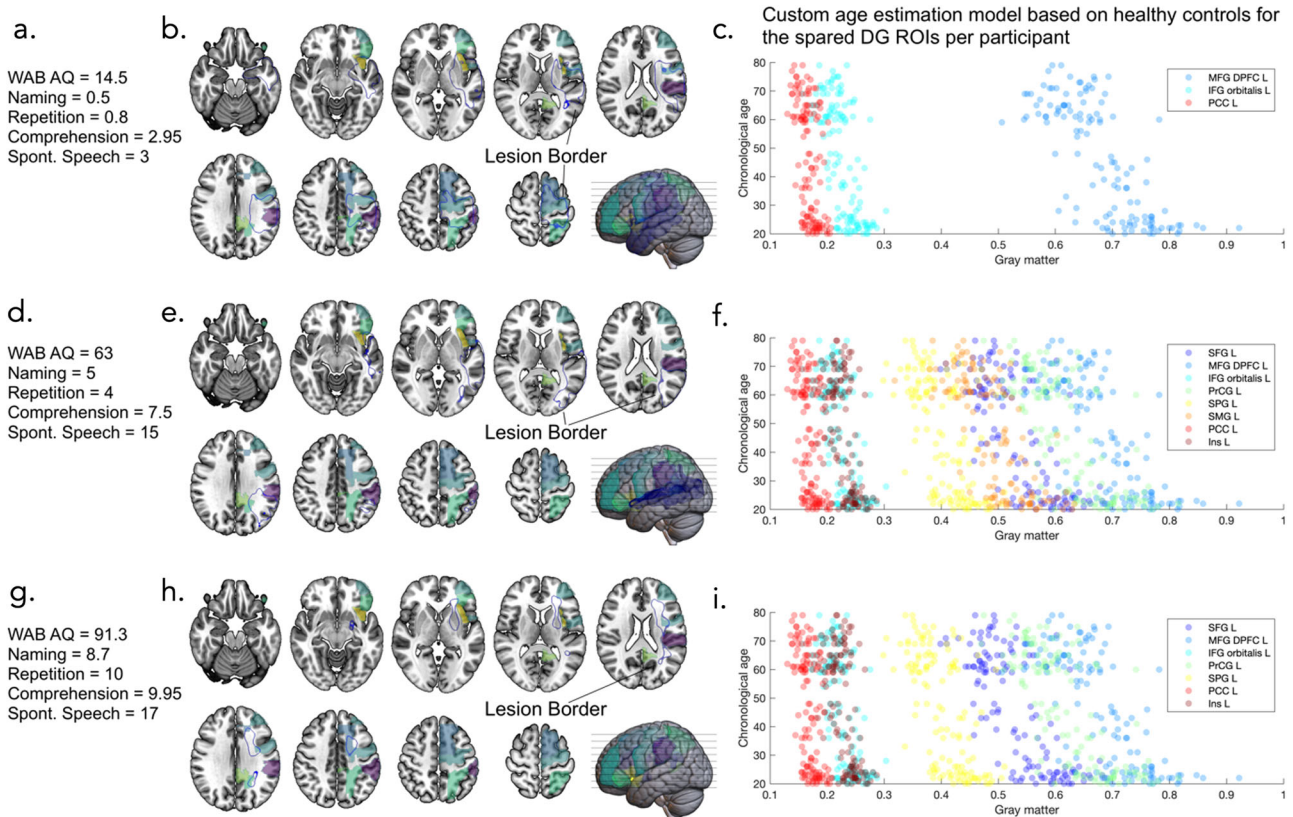 a.
WAB AQ = 14.5
Naming = 0.5
Repetition = 0.8
Comprehension = 2.95
Spont. Speech = 3
b.
Lesion Border
c.
Custom age estimation model based on healthy controls for
the spared DG ROIs per participant
MFG DPFC L
IFG orbitalis L
PCC L
Chronological age
80
70
60
50
40
30
20
0.1 0.2 0.3 0.4 0.5 0.6 0.7 0.8 0.9 1
Gray matter
d.
WAB AQ = 63
Naming = 5
Repetition = 4
Comprehension = 7.5
Spont. Speech = 15
e.
Lesion Border
f.
SFG L
MFG DPFC L
IFG orbitalis L
PrCG L
SPG L
SMG L
PCC L
Ins L
Chronological age
80
70
60
50
40
30
20
0.1 0.2 0.3 0.4 0.5 0.6 0.7 0.8 0.9 1
Gray matter
g.
WAB AQ = 91.3
Naming = 8.7
Repetition = 10
Comprehension = 9.95
Spont. Speech = 17
h.
Lesion Border
i.
SFG L
MFG DPFC L
IFG orbitalis L
PrCG L
SPG L
PCC L
Ins L
Chronological age
80
70
60
50
40
30
20
0.1 0.2 0.3 0.4 0.5 0.6 0.7 0.8 0.9 1
Gray matter